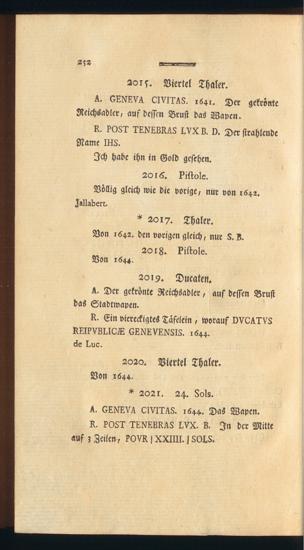 252
2015. Viertel Thaler.
A. GENEVA CIVITAS. 1641. Der gekrönte
Reichsadler, auf dessen Brust das Wapen.
R. POST TENEBRAS LVX B. D. Der strahlende
Name IHS.
Ich habe ihn in Gold gesehen.
2016. Pistole.
Völlig gleich wie die vorige, nur von 1642.
Jallabert.
* 2017. Thaler.
Von 1642. den vorigen gleich, nur S. B.
2018. Pistole.
Von 1644.
2019. Ducaten.
A. Der gekrönte Reichsadler, auf dessen Brust
das Stadtwapen.
R. Ein viereckigtes Täfelein, worauf DVCATVS
REIPVBLICÆ GENEVENSIS. 1644.
de Luc.
2020. Viertel Thaler.
Von 1644.
* 2021. 24. Sols.
A. GENEVA CIVITAS. 1644. Das Wapen.
R. POST TENEBRAS LVX. B. In der Mitte
auf 3 Zeilen, POVR | XXIIII. | SOLS.